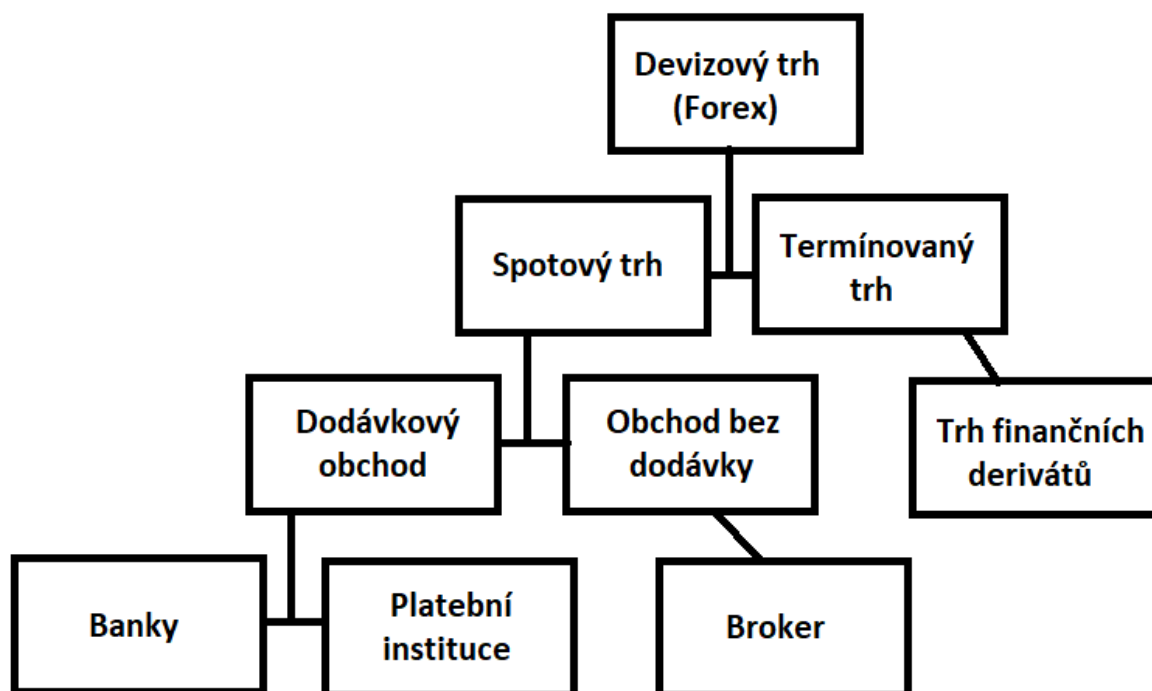 Devizový trh
(Forex)
Spotový trh
Termínovaný
trh
Dodávkový
obchod
Obchod bez
dodávky
Trh finančních
derivátů
Banky
Platební
instituce
Broker